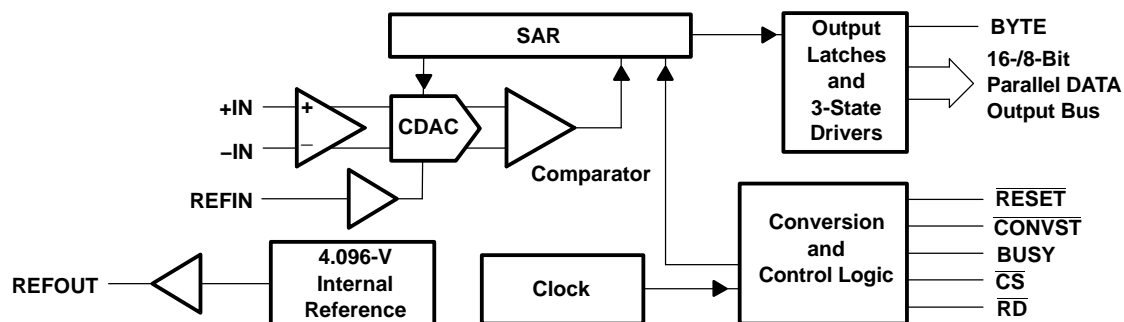 SAR
Output
Latches
and
3-State
Drivers
BYTE
16-/8-Bit
Parallel DATA
Output Bus
+IN
−IN
+
−
CDAC
Comparator
REFIN
REFOUT
4.096-V
Internal
Reference
Clock
Conversion
and
Control Logic
RESET
CONVST
BUSY
CS
RD